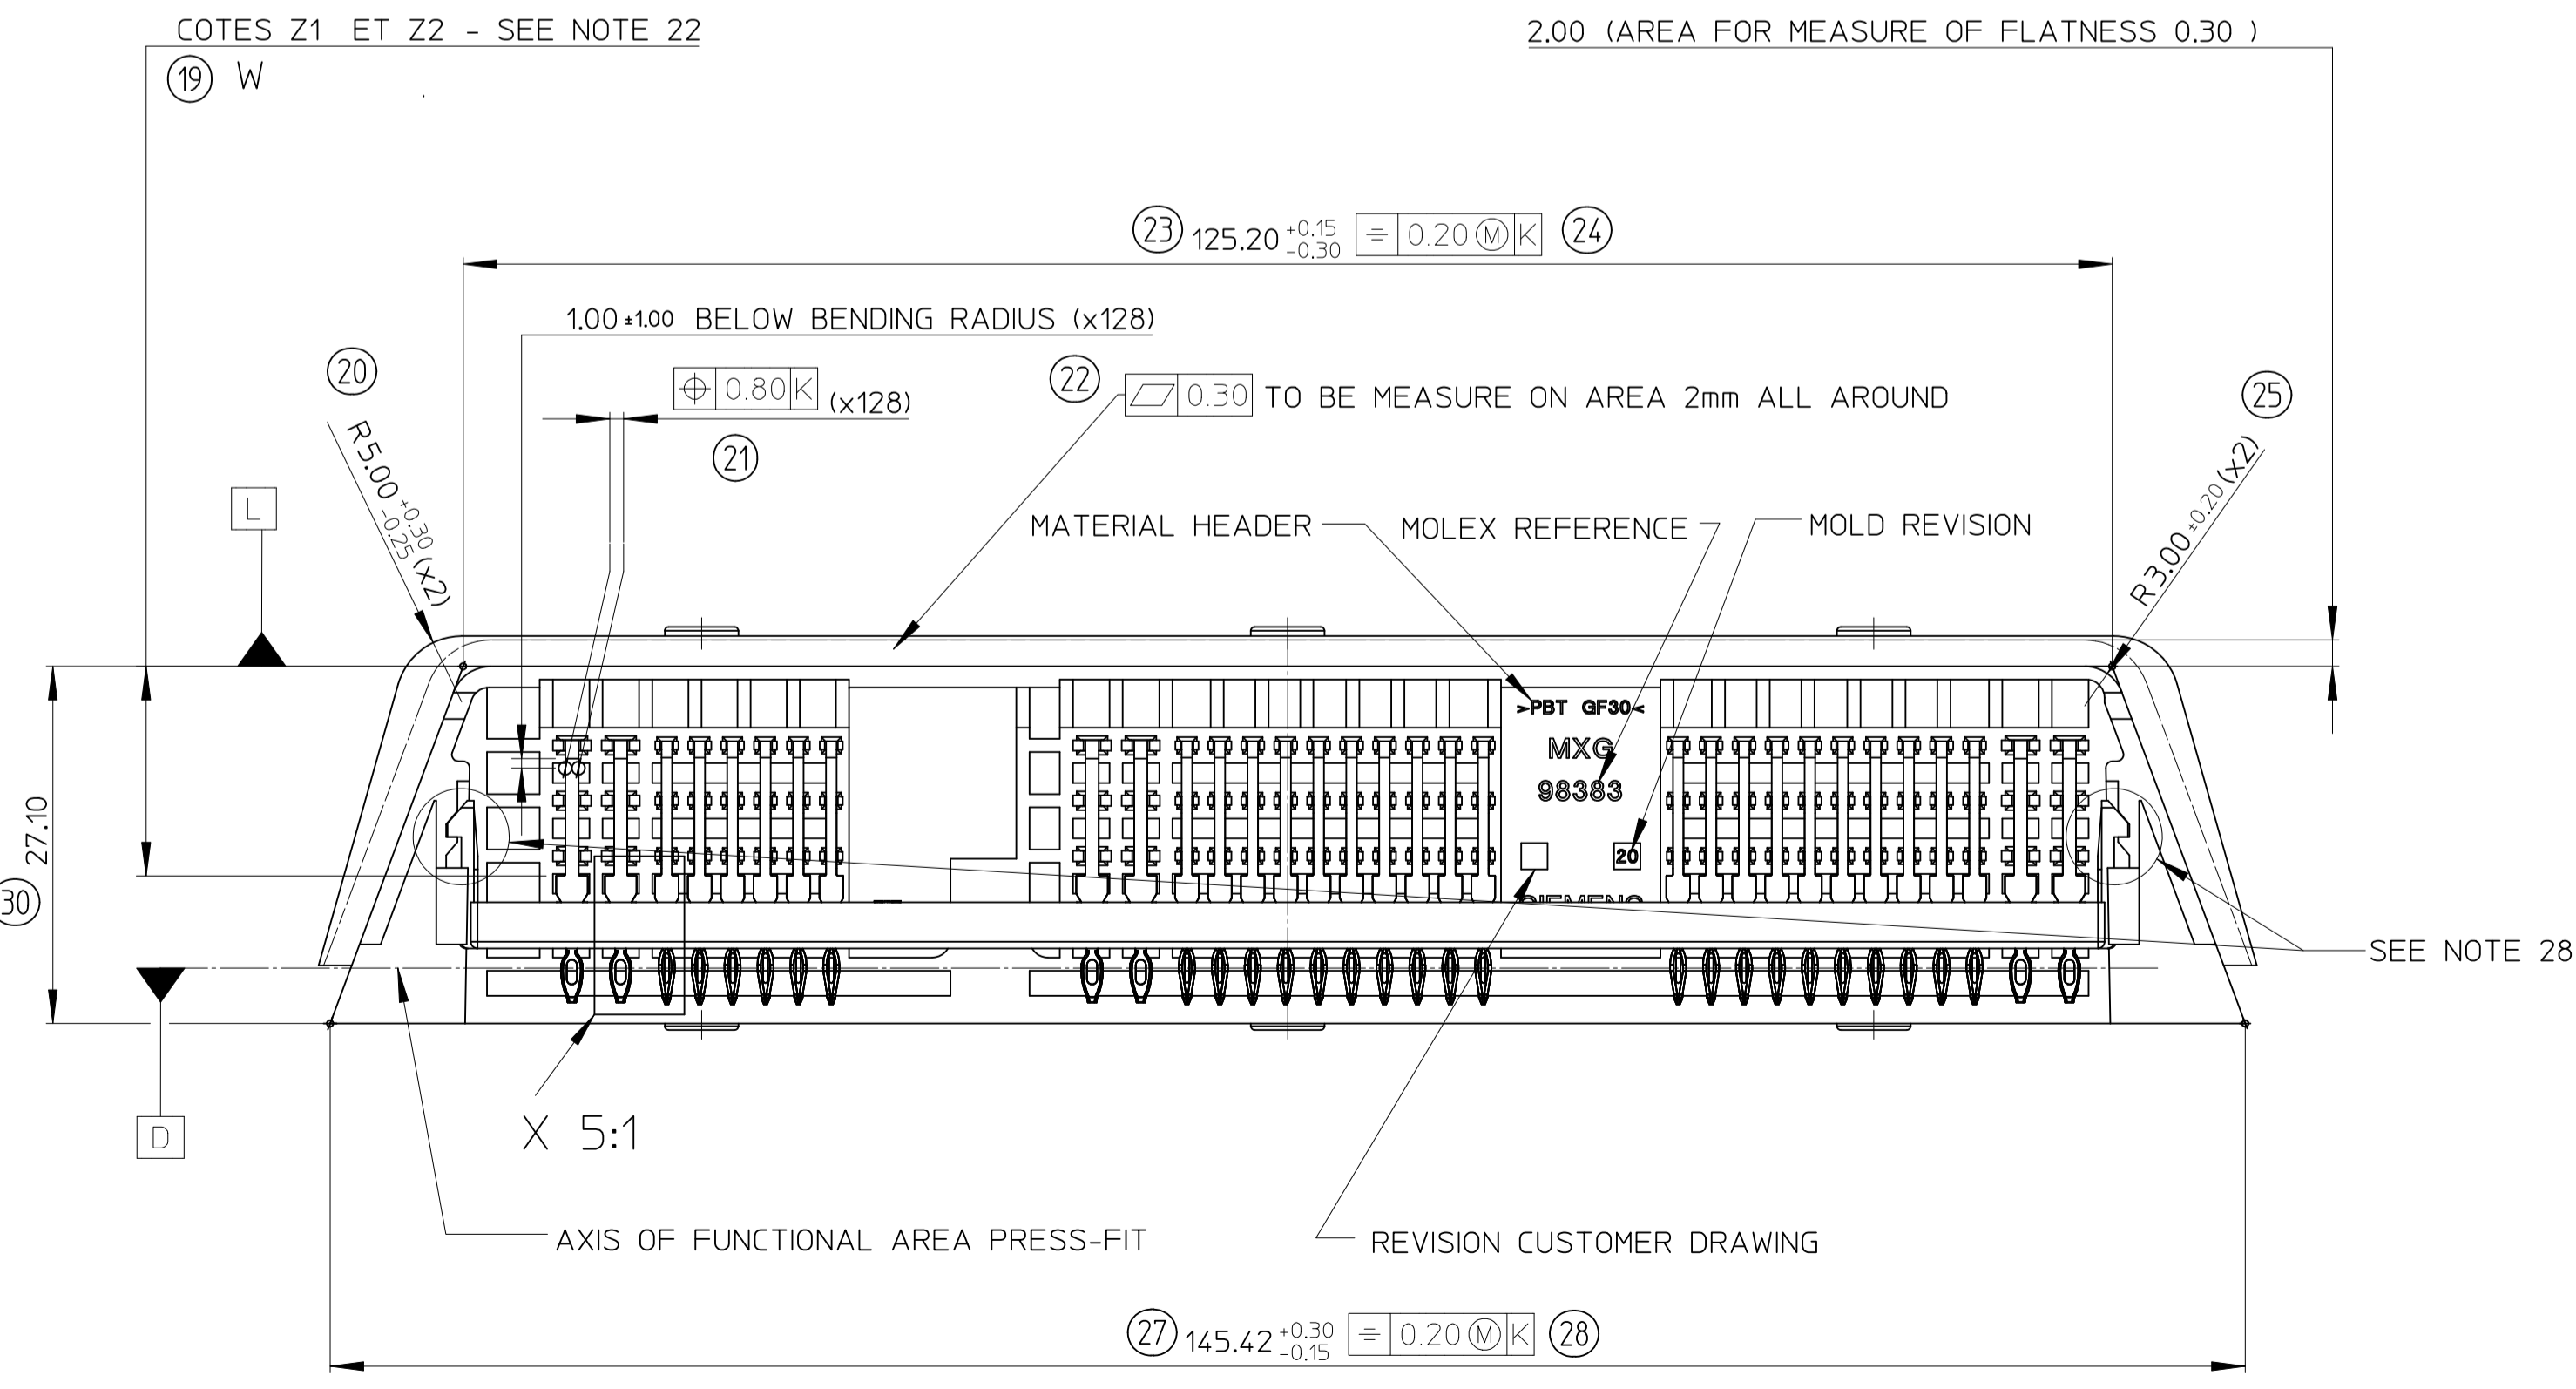 COTES Z1 ET Z2 - SEE NOTE 22
2.00 (AREA FOR MEASURE OF FLATNESS 0.30 )
19 W
23 125.20 +0.15 -0.30 ⌯ 0.20 Ⓜ K 24
1.00 ±1.00 BELOW BENDING RADIUS (x128)
20
⌖ 0.80 K (x128)
22 ⏥ 0.30 TO BE MEASURE ON AREA 2mm ALL AROUND
25
21
R5.00 +0.30 -0.25 (x2)
R3.00 ±0.20 (x2)
L
MATERIAL HEADER
MOLEX REFERENCE
MOLD REVISION
>PBT GF30<
MXG
98383
20
27.10
30
SEE NOTE 28
D
X 5:1
AXIS OF FUNCTIONAL AREA PRESS-FIT
REVISION CUSTOMER DRAWING
27 145.42 +0.30 -0.15 ⌯ 0.20 Ⓜ K 28